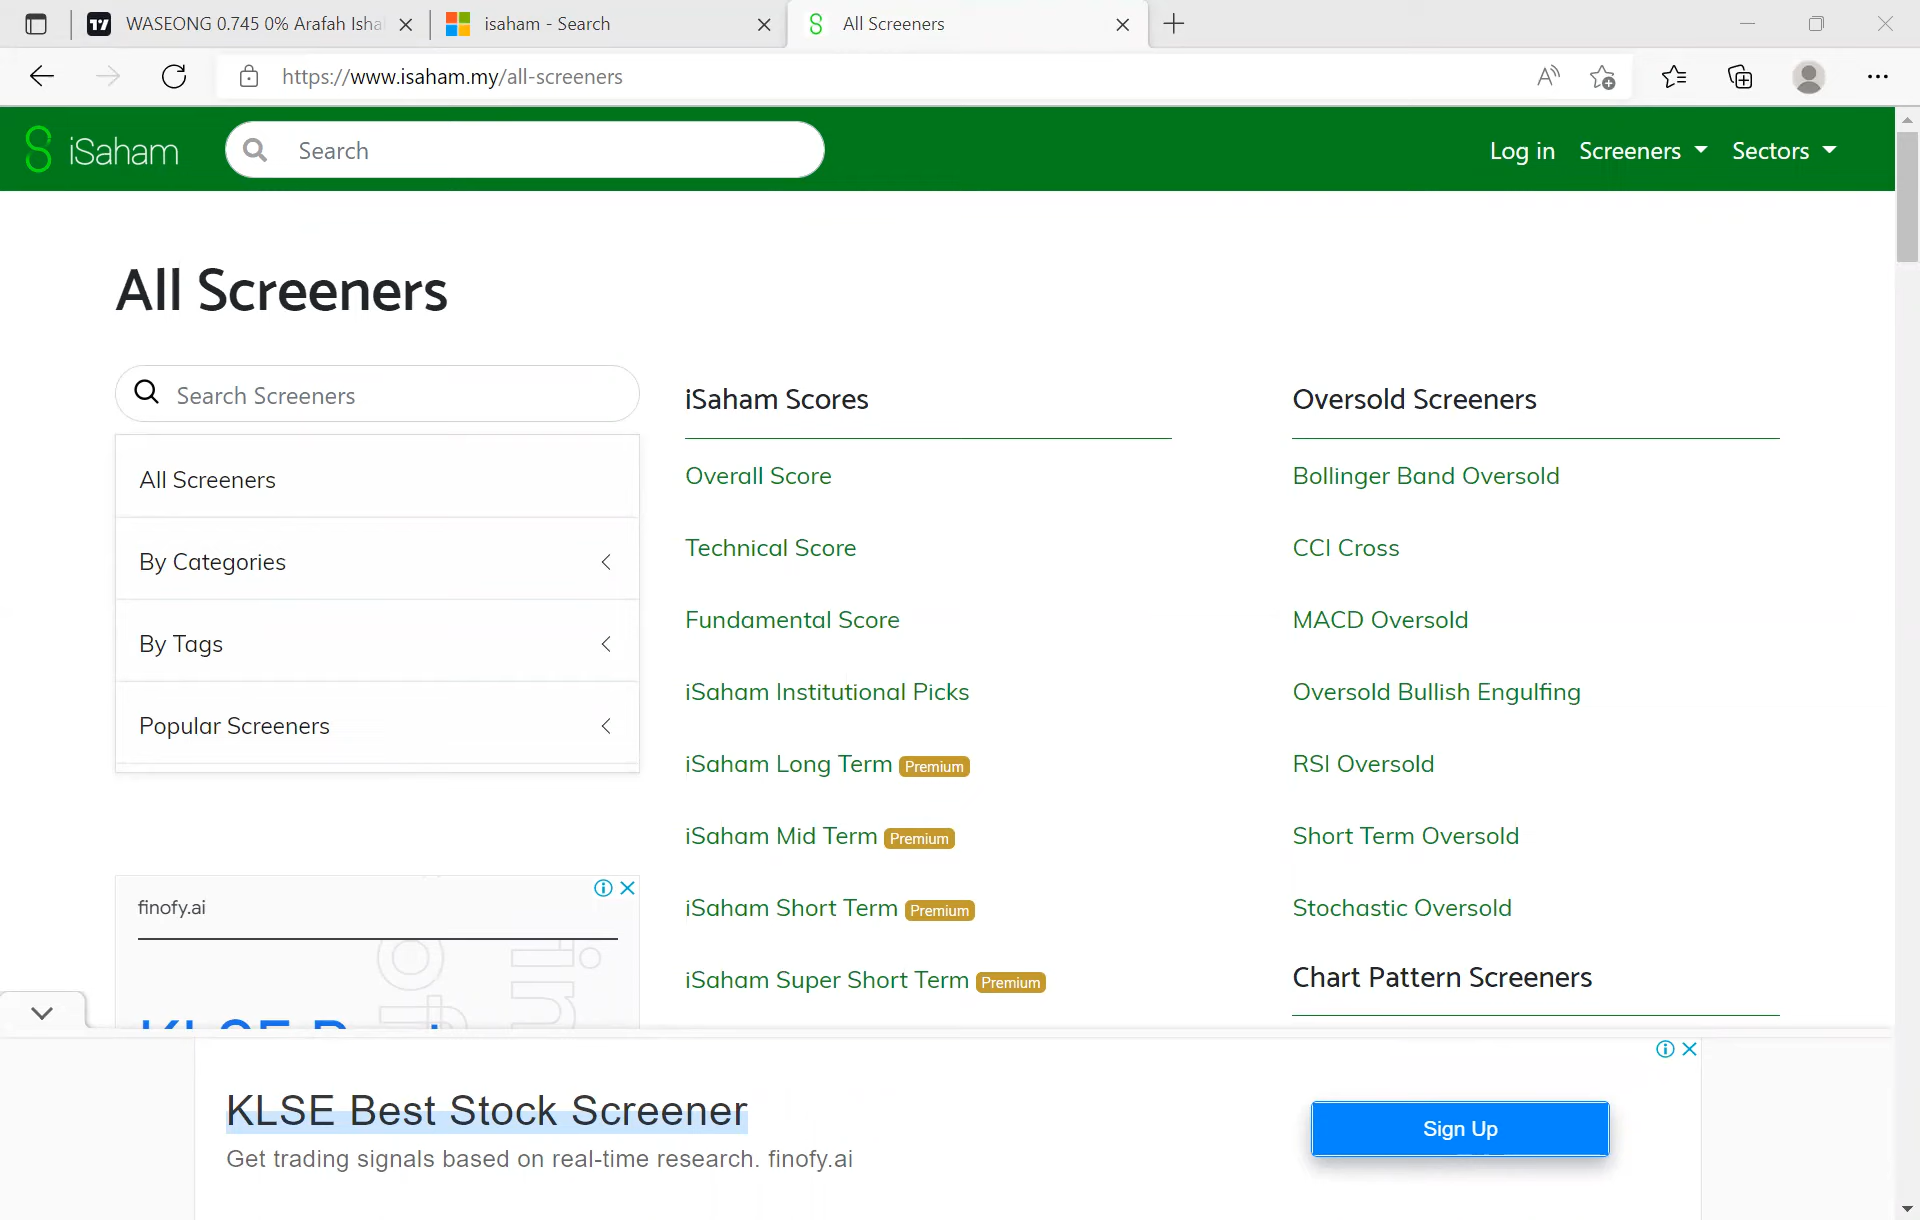 WASEONG 0.745 0% Arafah Isha
isaham - Search
All Screeners
https://www.isaham.my/all-screeners
iSaham
Search
Log in
Screeners
Sectors
All Screeners
Search Screeners
All Screeners
By Categories
By Tags
Popular Screeners
iSaham Scores
Overall Score
Technical Score
Fundamental Score
iSaham Institutional Picks
iSaham Long Term Premium
iSaham Mid Term Premium
iSaham Short Term Premium
iSaham Super Short Term Premium
Oversold Screeners
Bollinger Band Oversold
CCI Cross
MACD Oversold
Oversold Bullish Engulfing
RSI Oversold
Short Term Oversold
Stochastic Oversold
Chart Pattern Screeners
finofy.ai
KLSE Best Stock Screener
Get trading signals based on real-time research. finofy.ai
Sign Up